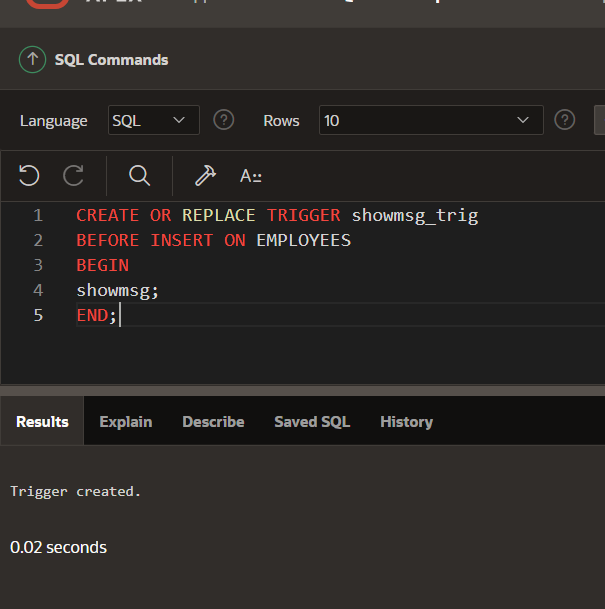 SQL Commands
Language SQL Rows 10
A::
1 CREATE OR REPLACE TRIGGER showmsg_trig
2 BEFORE INSERT ON EMPLOYEES
3 BEGIN
4 showmsg;
5 END;
Results Explain Describe Saved SQL History
Trigger created.
0.02 seconds